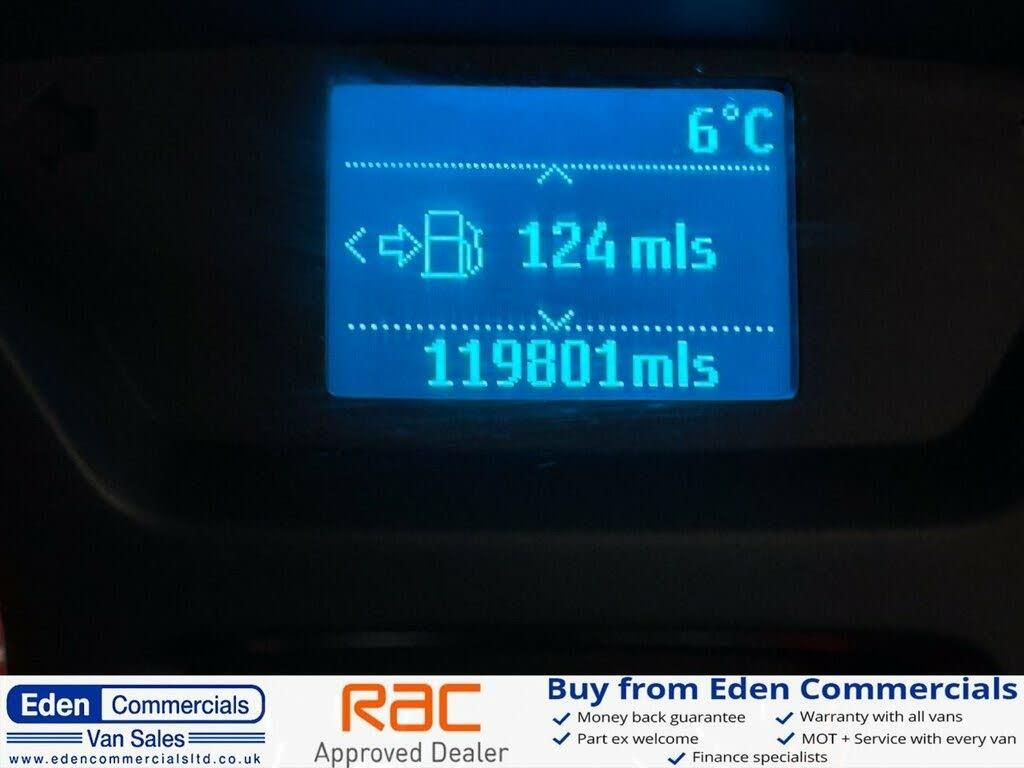 6°C
124 mls
119801mls
Eden Commercials
Van Sales
www.edencommercialsltd.co.uk
RAC
Approved Dealer
Buy from Eden Commercials
Money back guarantee
Warranty with all vans
Part ex welcome
MOT + Service with every van
Finance specialists